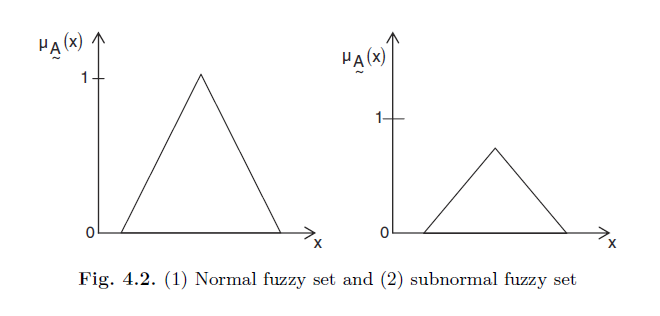 μA̰(x)
1
0
x
μA̰(x)
1
0
x
Fig. 4.2. (1) Normal fuzzy set and (2) subnormal fuzzy set